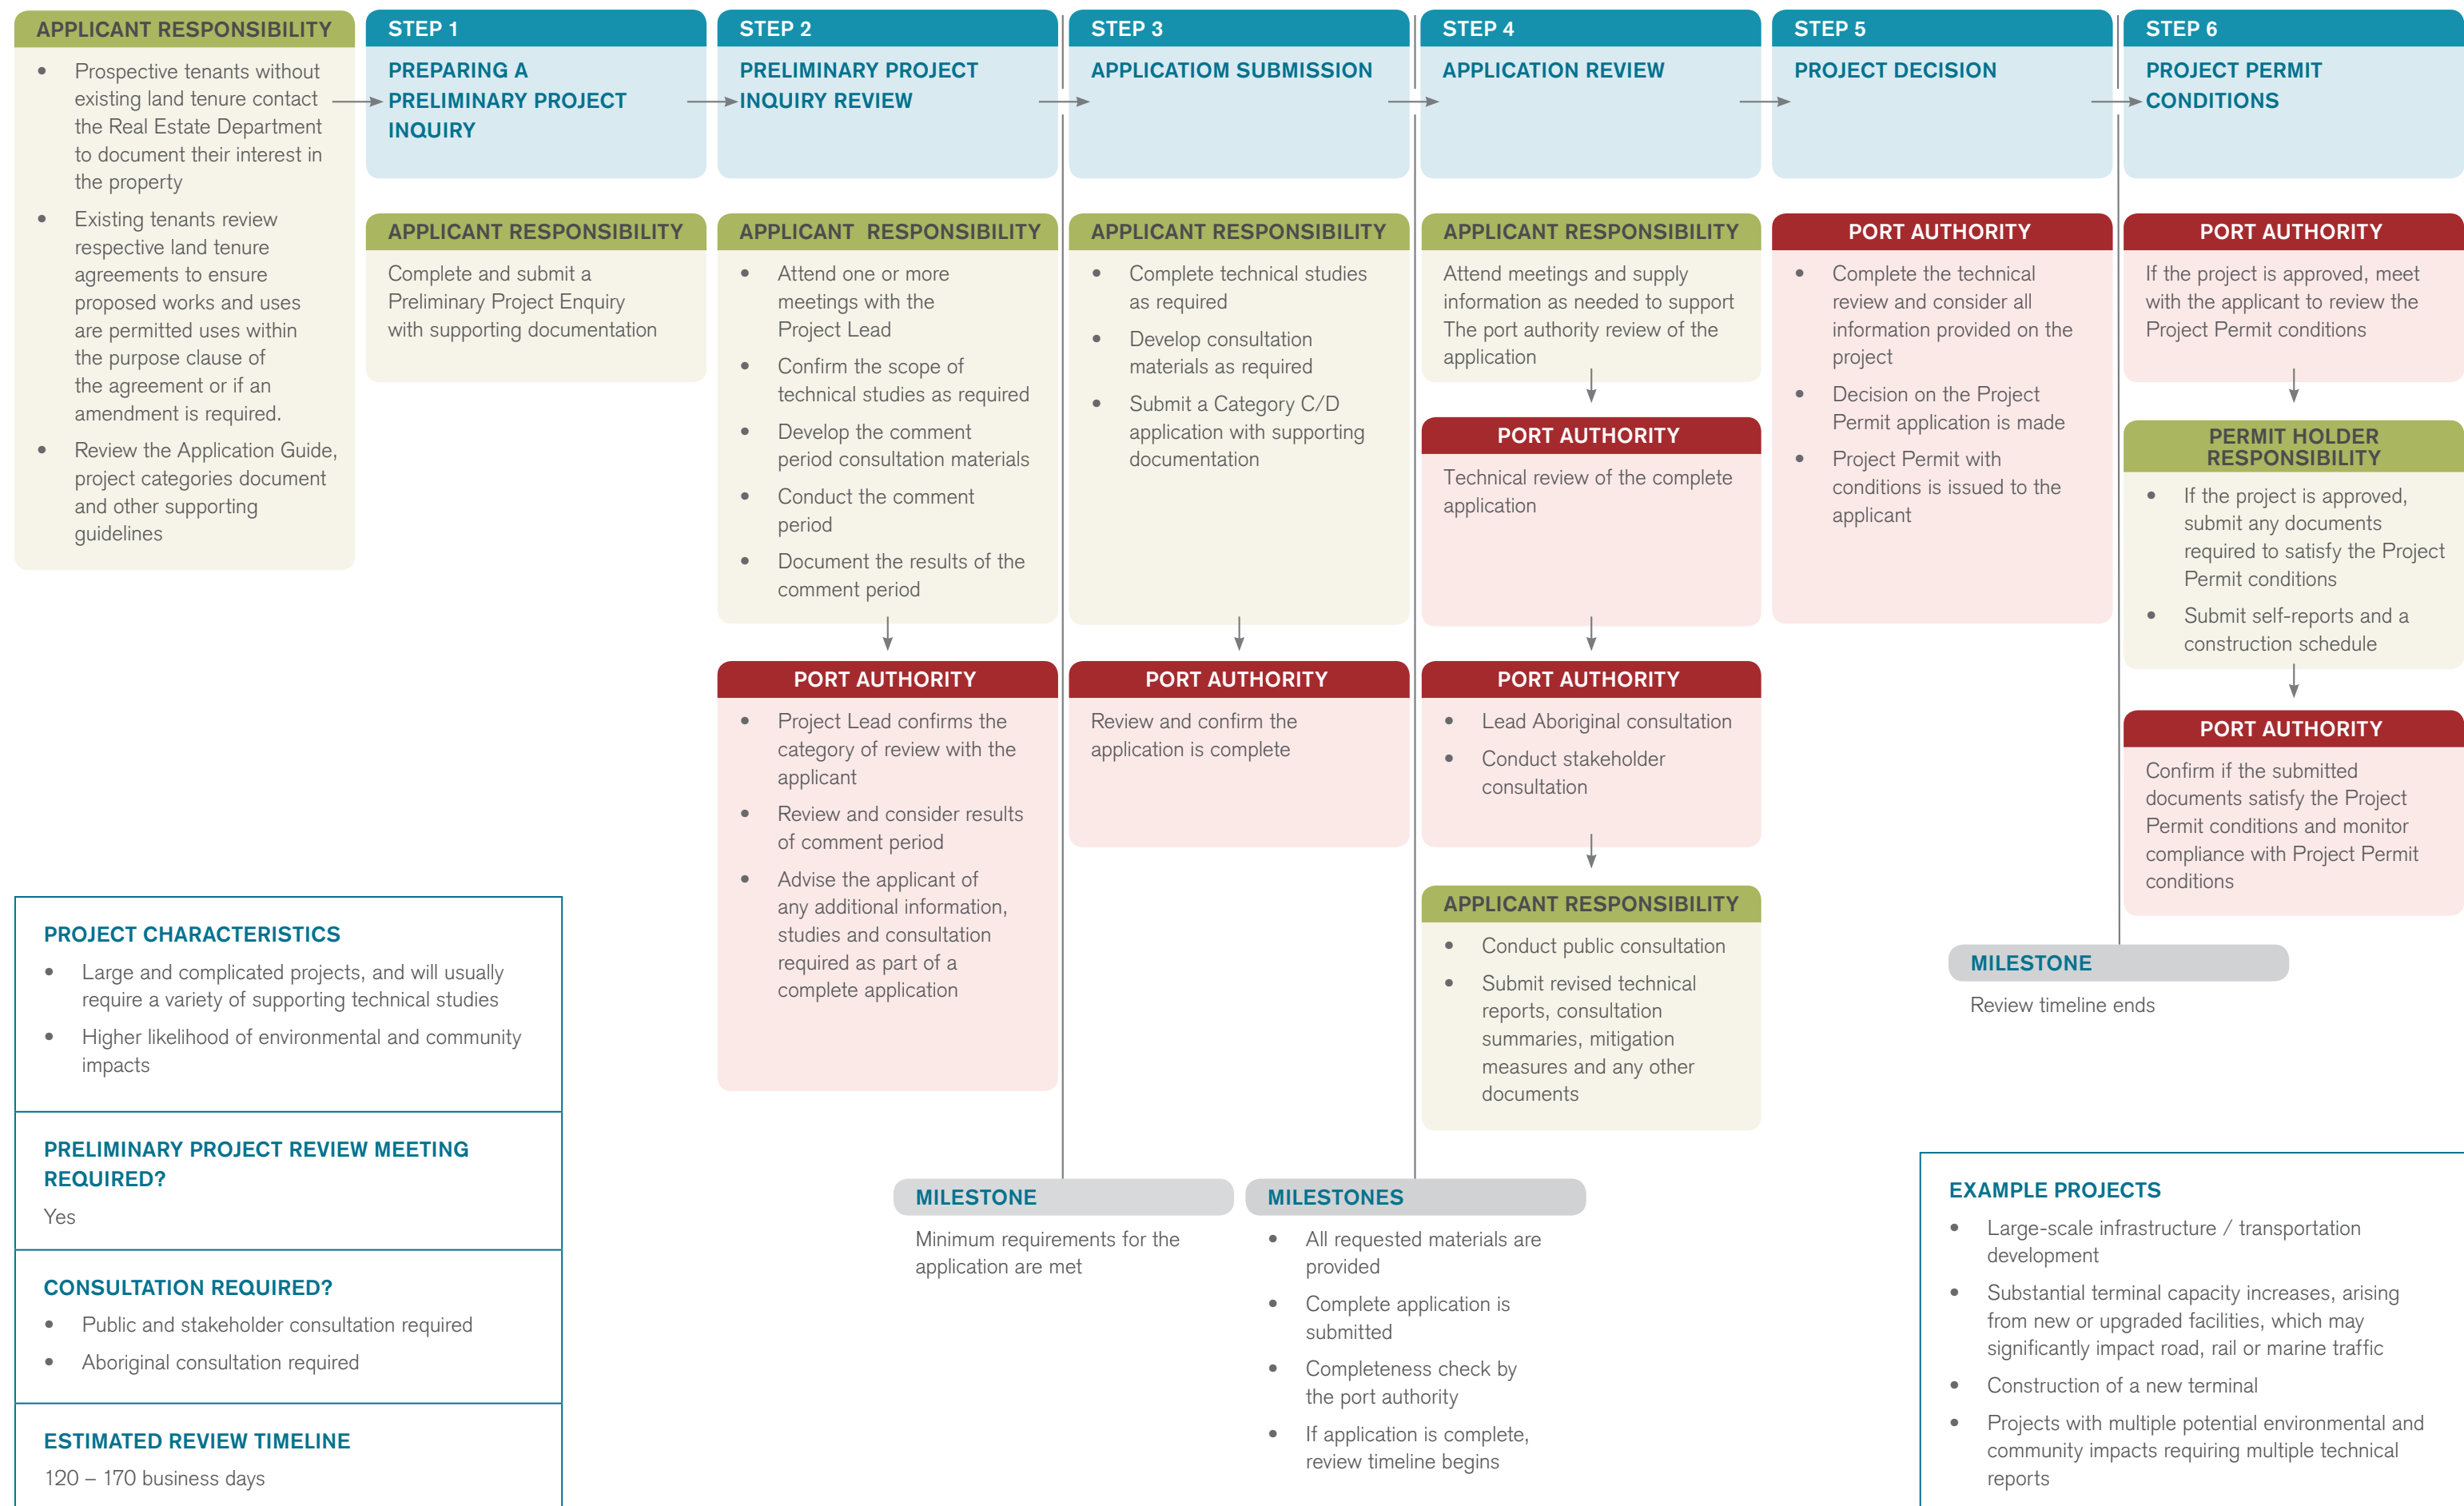 APPLICANT RESPONSIBILITY
• Prospective tenants without
existing land tenure contact
the Real Estate Department
to document their interest in
the property
• Existing tenants review
respective land tenure
agreements to ensure
proposed works and uses
are permitted uses within
the purpose clause of
the agreement or if an
amendment is required.
• Review the Application Guide,
project categories document
and other supporting
guidelines
STEP 1
PREPARING A
PRELIMINARY PROJECT
INQUIRY
APPLICANT RESPONSIBILITY
Complete and submit a
Preliminary Project Enquiry
with supporting documentation
STEP 2
PRELIMINARY PROJECT
INQUIRY REVIEW
APPLICANT RESPONSIBILITY
• Attend one or more
meetings with the
Project Lead
• Confirm the scope of
technical studies as required
• Develop the comment
period consultation materials
• Conduct the comment
period
• Document the results of the
comment period
PORT AUTHORITY
• Project Lead confirms the
category of review with the
applicant
• Review and consider results
of comment period
• Advise the applicant of
any additional information,
studies and consultation
required as part of a
complete application
STEP 3
APPLICATIOM SUBMISSION
APPLICANT RESPONSIBILITY
• Complete technical studies
as required
• Develop consultation
materials as required
• Submit a Category C/D
application with supporting
documentation
PORT AUTHORITY
Review and confirm the
application is complete
STEP 4
APPLICATION REVIEW
APPLICANT RESPONSIBILITY
Attend meetings and supply
information as needed to support
The port authority review of the
application
PORT AUTHORITY
Technical review of the complete
application
PORT AUTHORITY
• Lead Aboriginal consultation
• Conduct stakeholder
consultation
APPLICANT RESPONSIBILITY
• Conduct public consultation
• Submit revised technical
reports, consultation
summaries, mitigation
measures and any other
documents
STEP 5
PROJECT DECISION
PORT AUTHORITY
• Complete the technical
review and consider all
information provided on the
project
• Decision on the Project
Permit application is made
• Project Permit with
conditions is issued to the
applicant
STEP 6
PROJECT PERMIT
CONDITIONS
PORT AUTHORITY
If the project is approved, meet
with the applicant to review the
Project Permit conditions
PERMIT HOLDER
RESPONSIBILITY
• If the project is approved,
submit any documents
required to satisfy the Project
Permit conditions
• Submit self-reports and a
construction schedule
PORT AUTHORITY
Confirm if the submitted
documents satisfy the Project
Permit conditions and monitor
compliance with Project Permit
conditions
PROJECT CHARACTERISTICS
• Large and complicated projects, and will usually
require a variety of supporting technical studies
• Higher likelihood of environmental and community
impacts
PRELIMINARY PROJECT REVIEW MEETING
REQUIRED?
Yes
CONSULTATION REQUIRED?
• Public and stakeholder consultation required
• Aboriginal consultation required
ESTIMATED REVIEW TIMELINE
120 – 170 business days
MILESTONE
Minimum requirements for the
application are met
MILESTONES
• All requested materials are
provided
• Complete application is
submitted
• Completeness check by
the port authority
• If application is complete,
review timeline begins
MILESTONE
Review timeline ends
EXAMPLE PROJECTS
• Large-scale infrastructure / transportation
development
• Substantial terminal capacity increases, arising
from new or upgraded facilities, which may
significantly impact road, rail or marine traffic
• Construction of a new terminal
• Projects with multiple potential environmental and
community impacts requiring multiple technical
reports